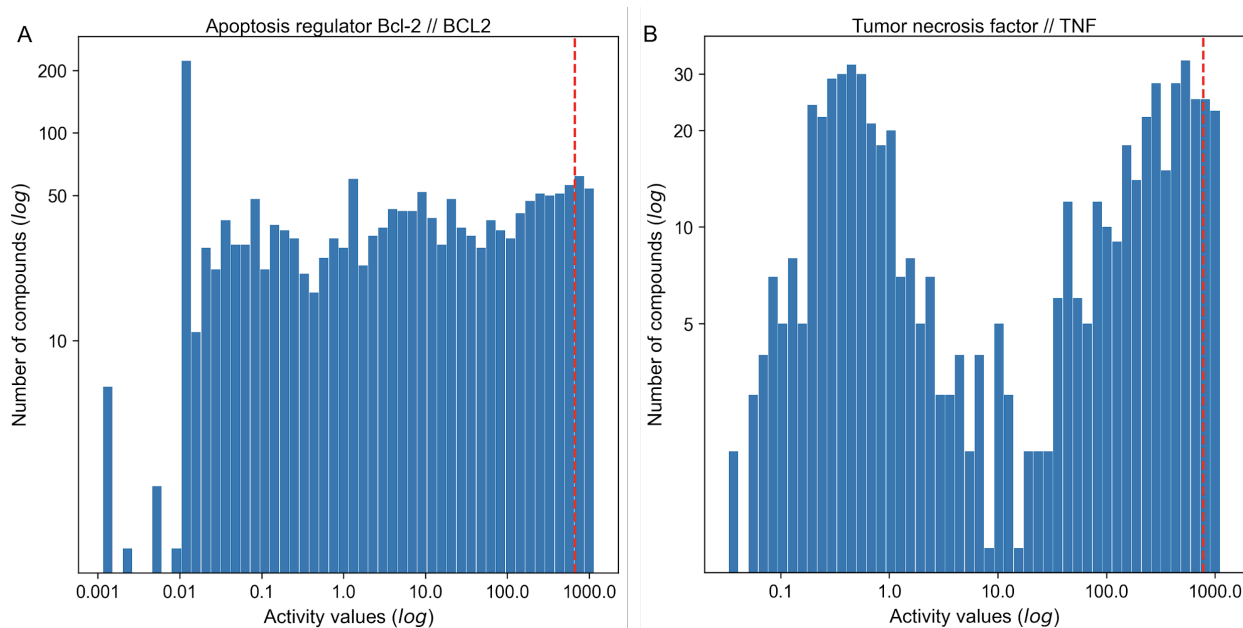 A
Apoptosis regulator Bcl-2 // BCL2
Number of compounds (log)
200
100
50
10
0.001
0.01
0.1
1.0
10.0
100.0
1000.0
Activity values (log)
B
Tumor necrosis factor // TNF
Number of compounds (log)
30
20
10
5
0.1
1.0
10.0
100.0
1000.0
Activity values (log)